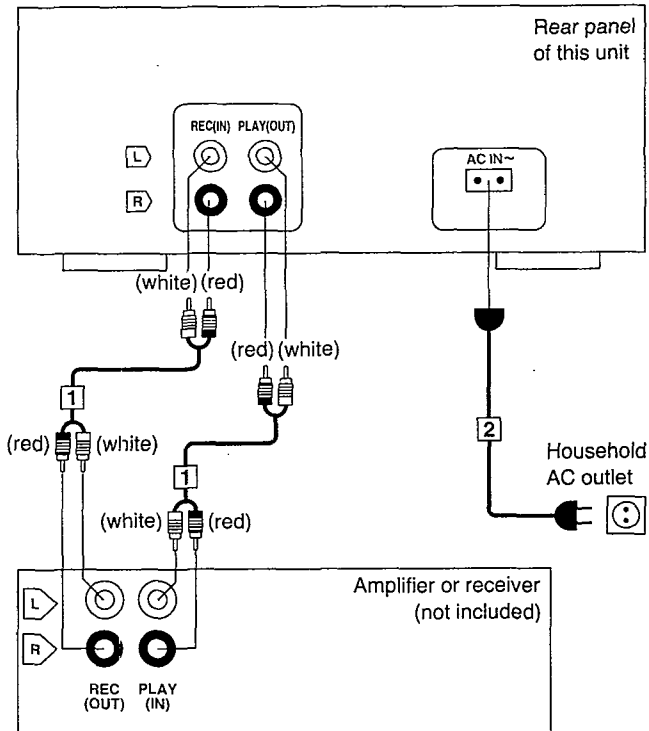 Rear panel
of this unit
REC(IN) PLAY(OUT)
L
R
AC IN~
(white) (red)
(red) (white)
1
(red) (white)
2
Household
AC outlet
1
(white) (red)
Amplifier or receiver
(not included)
L
R
REC PLAY
(OUT) (IN)